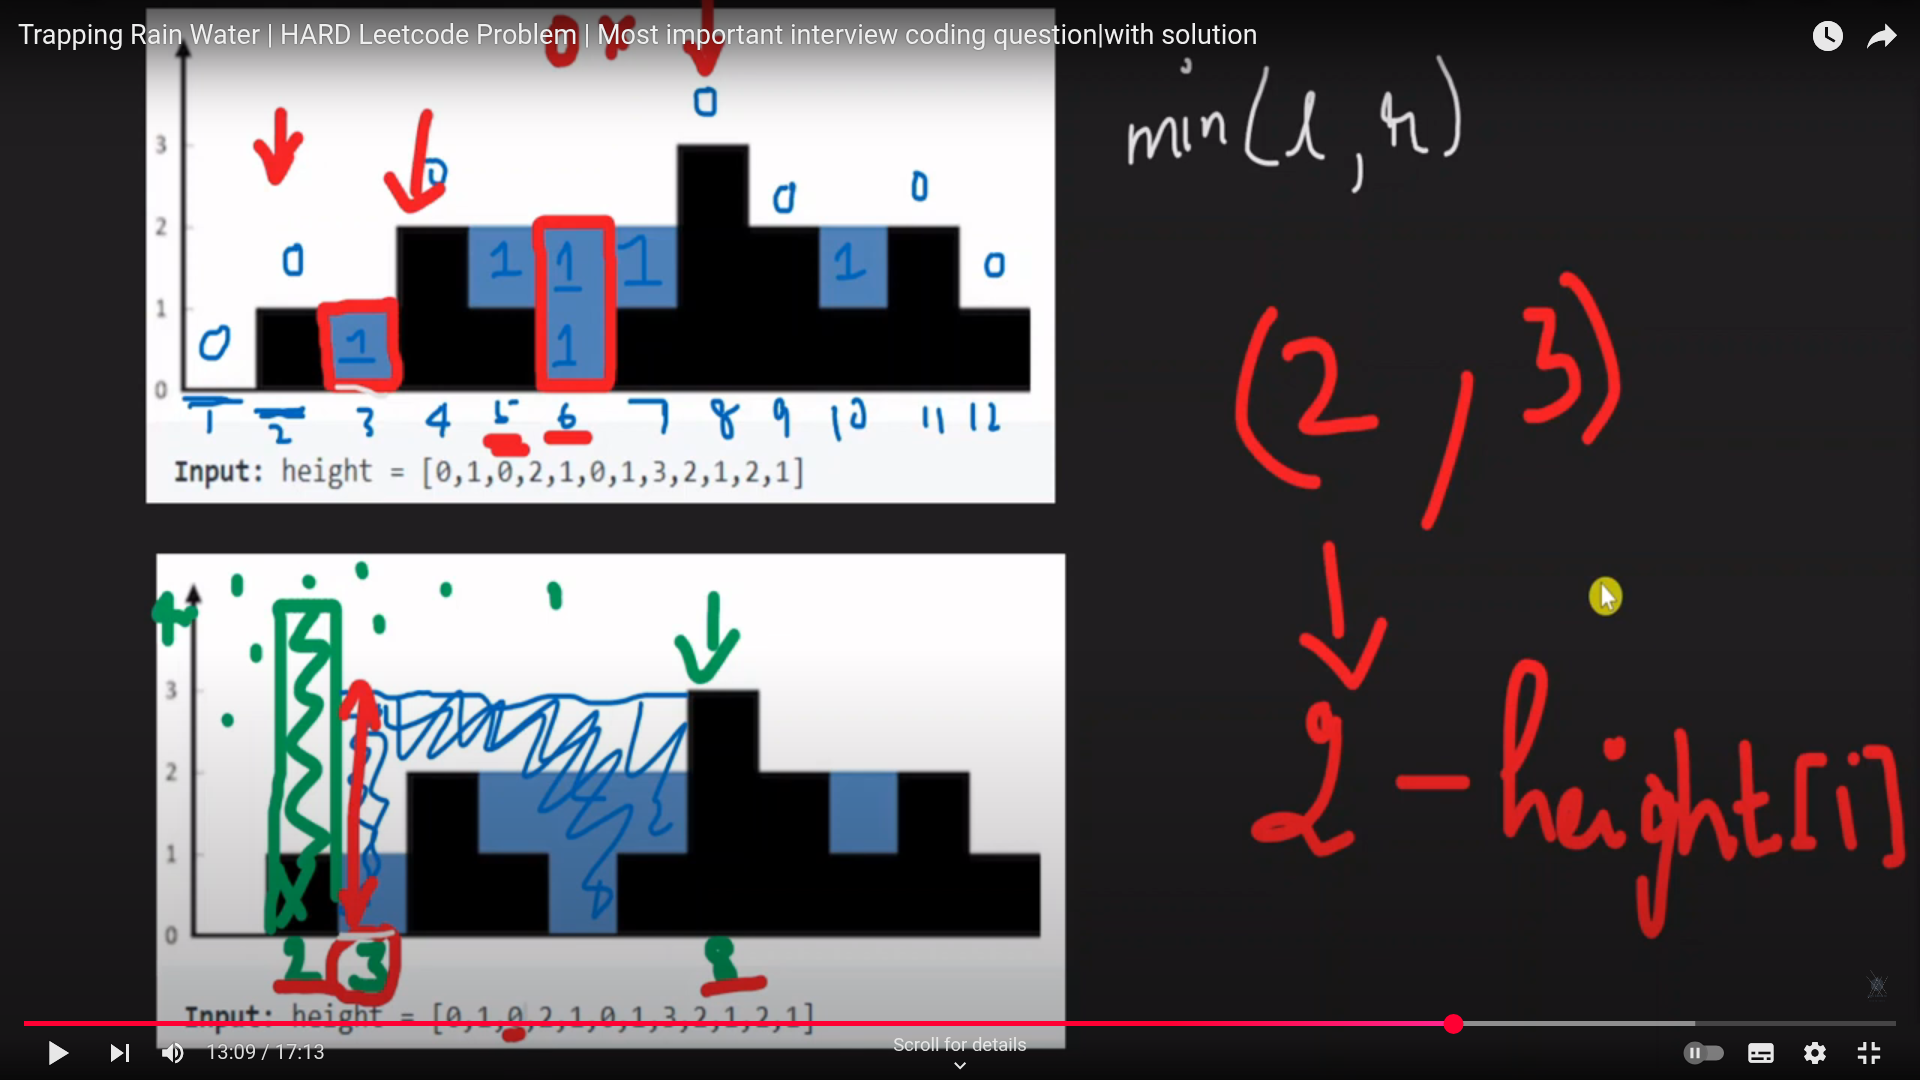 Trapping Rain Water | HARD Leetcode Problem | Most important interview coding question|with solution
min(l,r)
0
3
0
0
0
0
2
1 1 1 1
0
0
1
0
1
1
0
1 2 3 4 5 6 7 8 9 10 11 12
Input: height = [0,1,0,2,1,0,1,3,2,1,2,1]
(2,3)
2 - height[i]
4
3
2
1
0
2 3 8
Input: height = [0,1,0,2,1,0,1,3,2,1,2,1]
13:09 / 17:13
Scroll for details